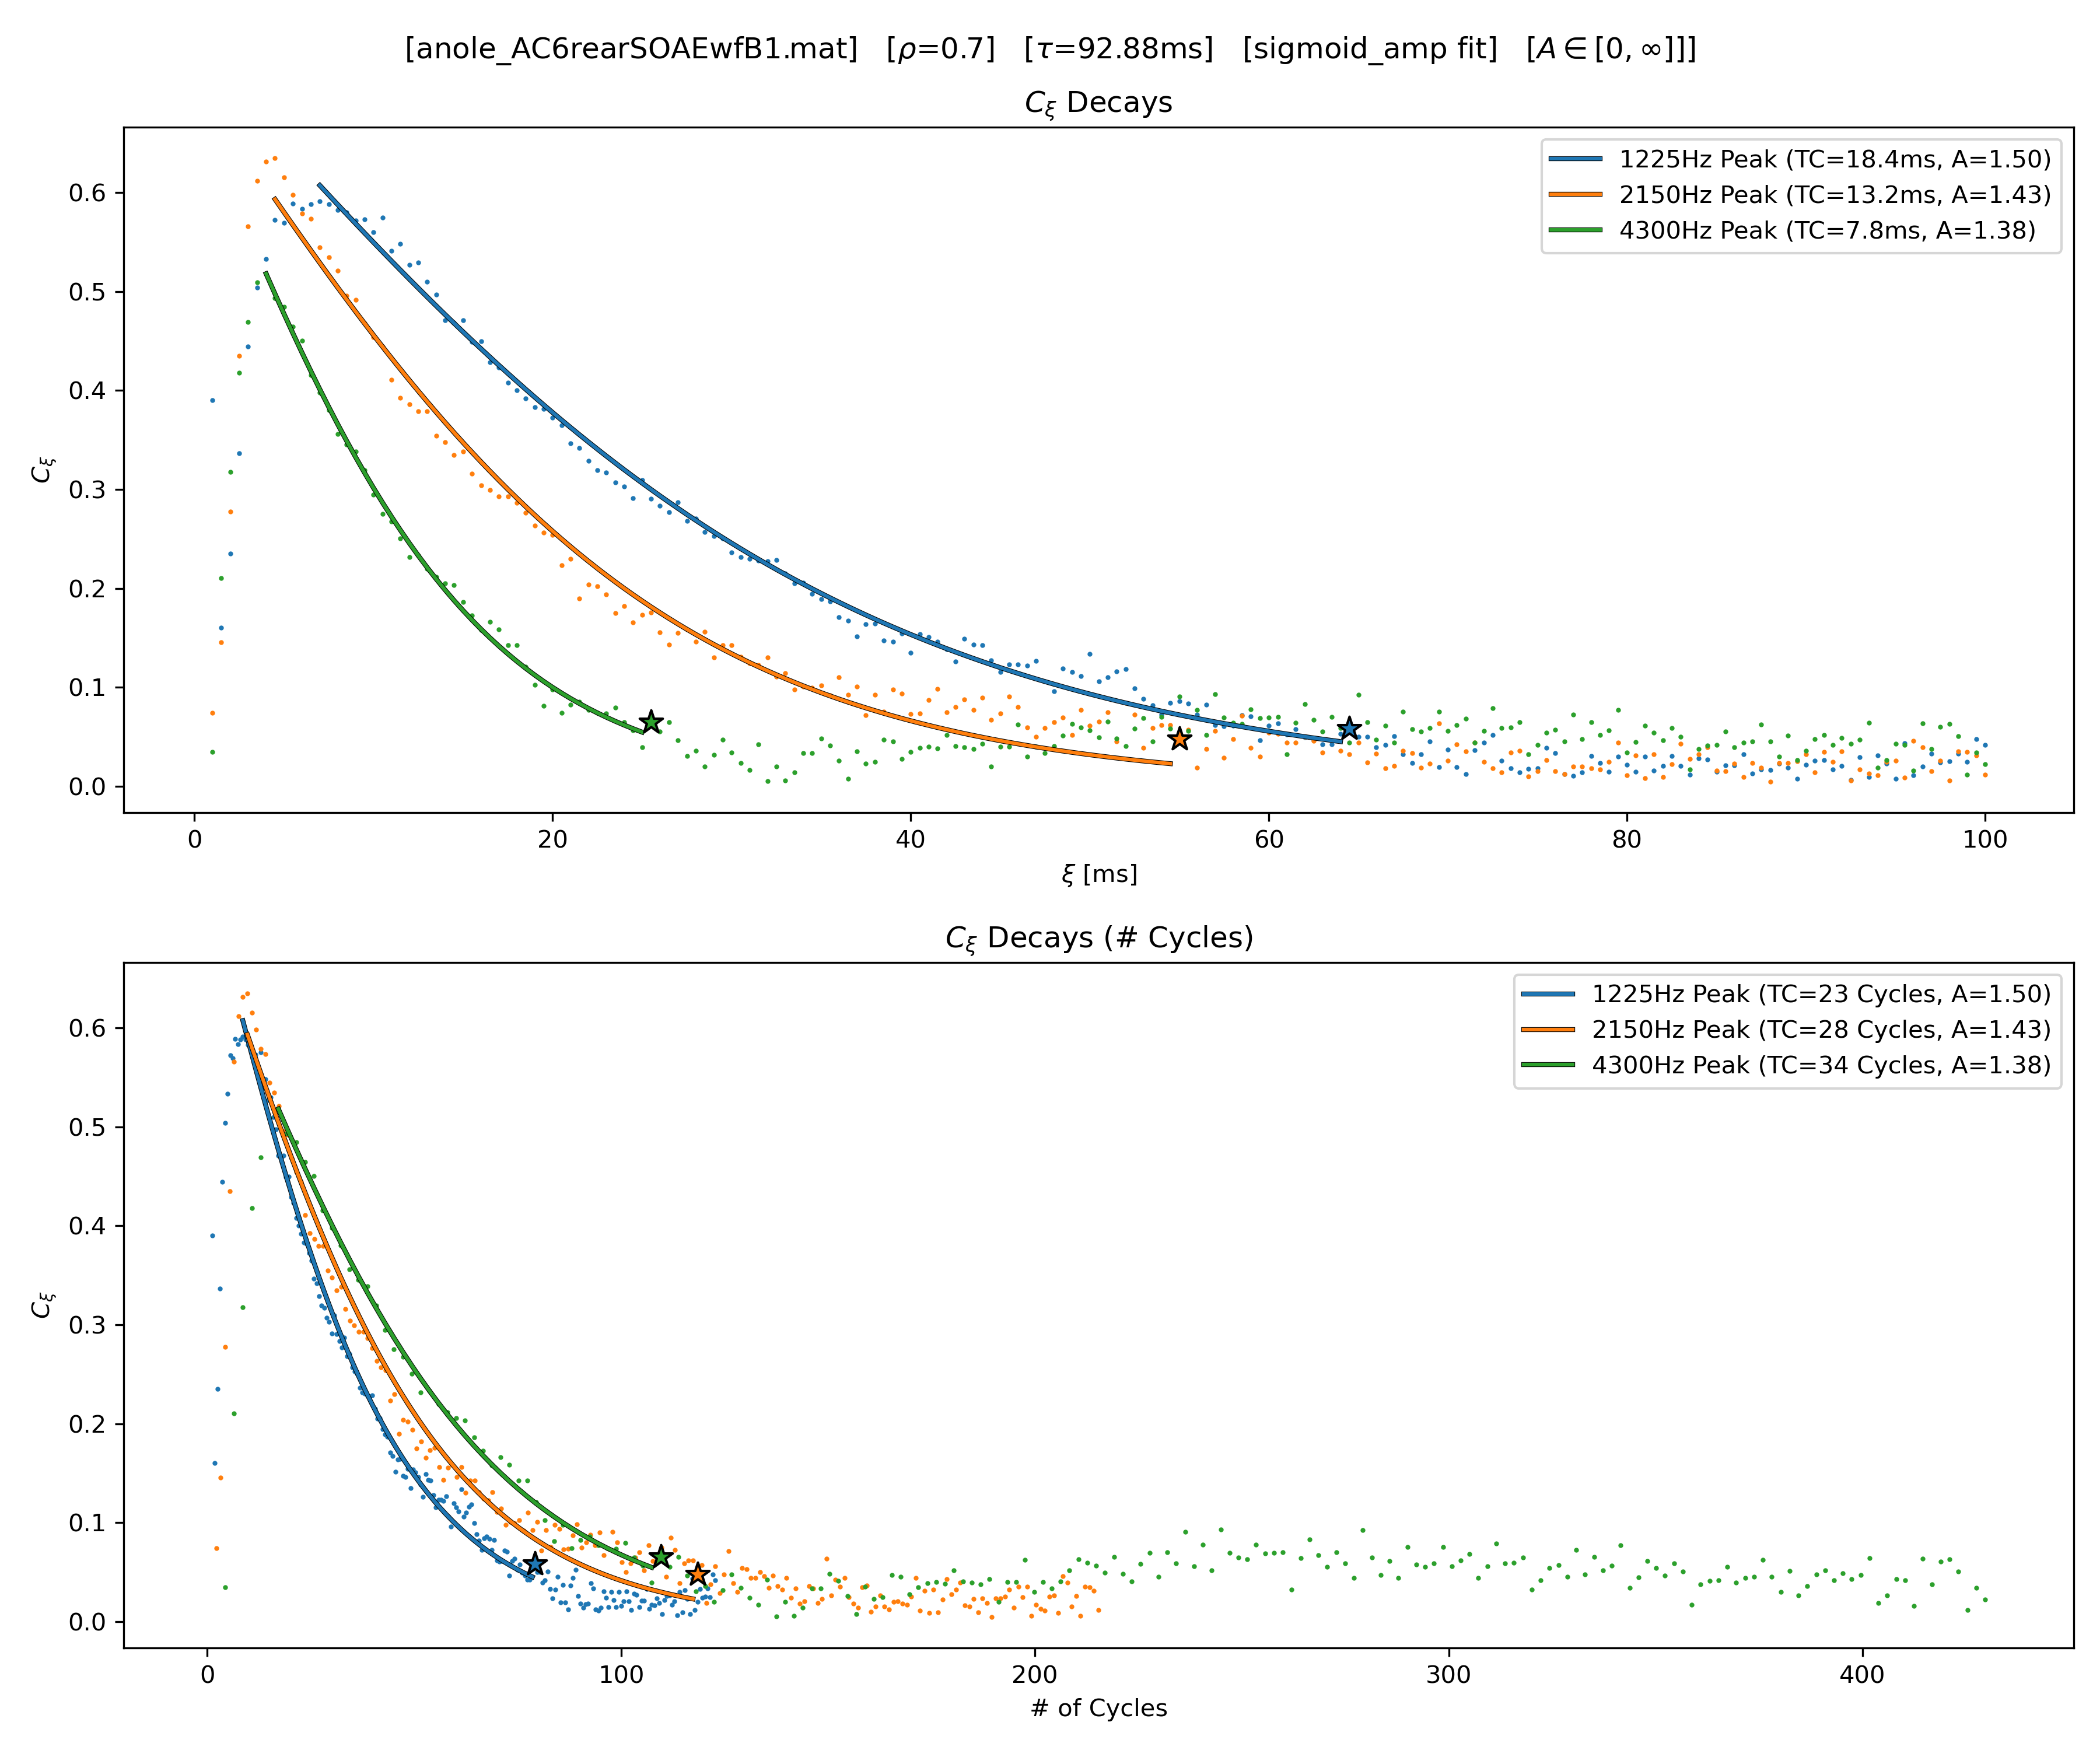 [anole_AC6rearSOAEwfB1.mat] [ρ=0.7] [τ=92.88ms] [sigmoid_amp fit] [A ∈ [0, ∞]]]
C_ξ Decays
1225Hz Peak (TC=18.4ms, A=1.50)
2150Hz Peak (TC=13.2ms, A=1.43)
4300Hz Peak (TC=7.8ms, A=1.38)
C_ξ
0.6
0.5
0.4
0.3
0.2
0.1
0.0
0 20 40 60 80 100
ξ [ms]
C_ξ Decays (# Cycles)
1225Hz Peak (TC=23 Cycles, A=1.50)
2150Hz Peak (TC=28 Cycles, A=1.43)
4300Hz Peak (TC=34 Cycles, A=1.38)
C_ξ
0.6
0.5
0.4
0.3
0.2
0.1
0.0
0 100 200 300 400
# of Cycles